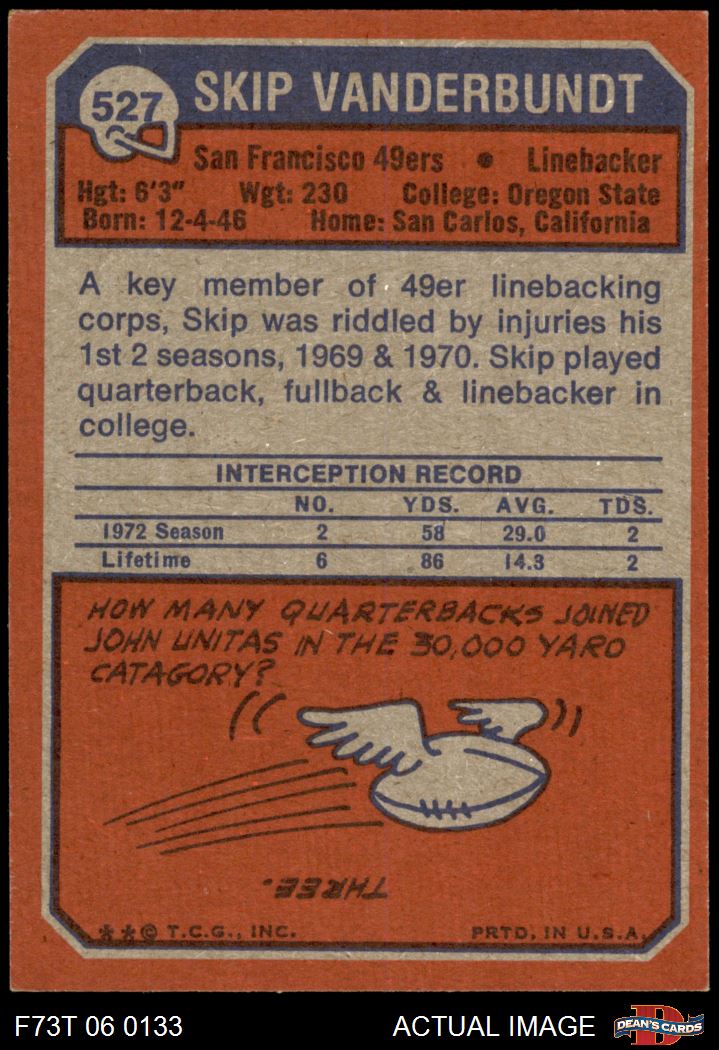 527
SKIP VANDERBUNDT
San Francisco 49ers • Linebacker
Hgt: 6'3" Wgt: 230 College: Oregon State
Born: 12-4-46 Home: San Carlos, California
A key member of 49er linebacking
corps, Skip was riddled by injuries his
1st 2 seasons, 1969 & 1970. Skip played
quarterback, fullback & linebacker in
college.
INTERCEPTION RECORD
NO. YDS. AVG. TDS.
1972 Season 2 58 29.0 2
Lifetime 6 86 14.3 2
HOW MANY QUARTERBACKS JOINED
JOHN UNITAS IN THE 30,000 YARD
CATAGORY?
THREE.
**© T.C.G., INC. PRTD. IN U.S.A.
F73T 06 0133 ACTUAL IMAGE D DEAN'S CARDS